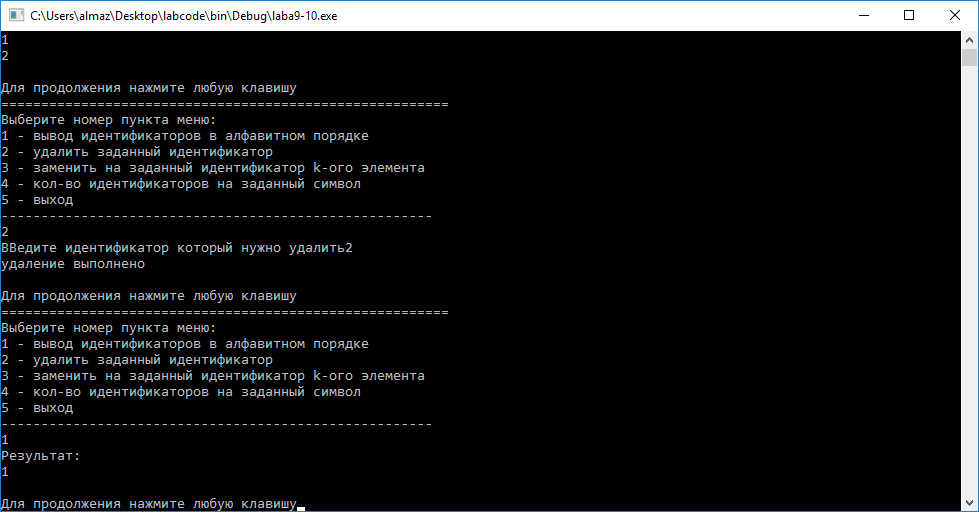 C:\Users\almaz\Desktop\labcode\bin\Debug\laba9-10.exe
1
2
Для продолжения нажмите любую клавишу
========================================================
Выберите номер пункта меню:
1 - вывод идентификаторов в алфавитном порядке
2 - удалить заданный идентификатор
3 - заменить на заданный идентификатор k-ого элемента
4 - кол-во идентификаторов на заданный символ
5 - выход
------------------------------------------------------
2
ВВедите идентификатор который нужно удалить2
удаление выполнено
Для продолжения нажмите любую клавишу
========================================================
Выберите номер пункта меню:
1 - вывод идентификаторов в алфавитном порядке
2 - удалить заданный идентификатор
3 - заменить на заданный идентификатор k-ого элемента
4 - кол-во идентификаторов на заданный символ
5 - выход
------------------------------------------------------
1
Результат:
1
Для продолжения нажмите любую клавишу